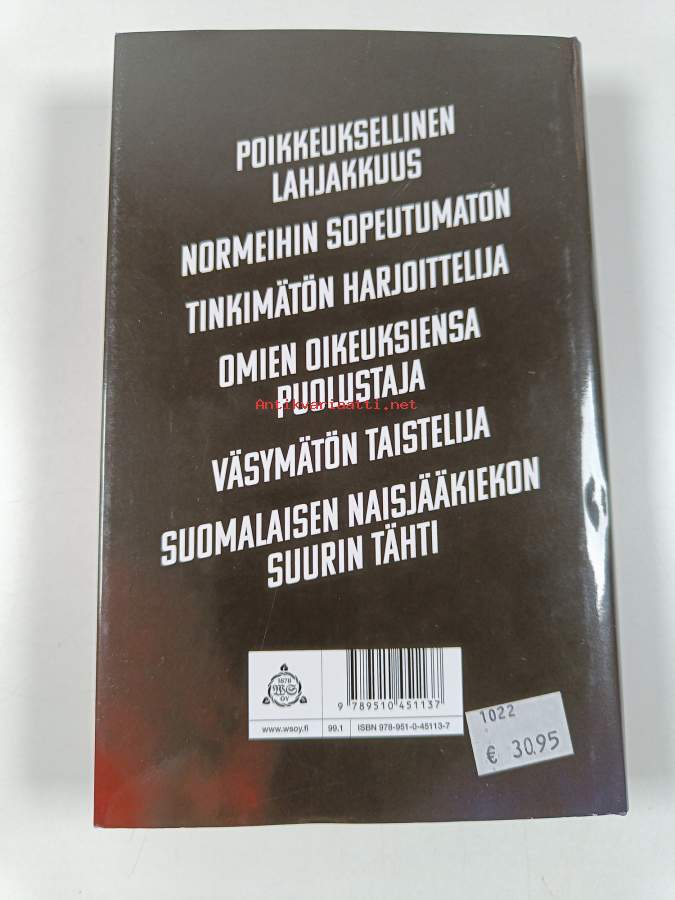 POIKKEUKSELLINEN
LAHJAKKUUS
NORMEIHIN SOPEUTUMATON
TINKIMÄTÖN HARJOITTELIJA
OMIEN OIKEUKSIENSA
PUOLUSTAJA
Antikvariaatti.net
VÄSYMÄTÖN TAISTELIJA
SUOMALAISEN NAISJÄÄKIEKON
SUURIN TÄHTI
1878
WS
OY
9 789510 451137
www.wsoy.fi 99.1 ISBN 978-951-0-45113-7
1022
€ 30.95